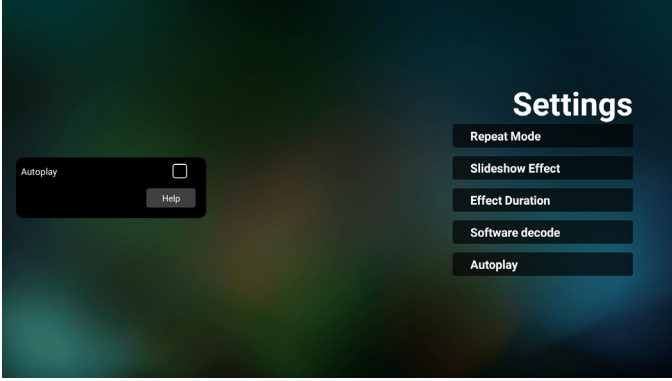 Settings
Repeat Mode
Slideshow Effect
Effect Duration
Software decode
Autoplay
Autoplay
Help